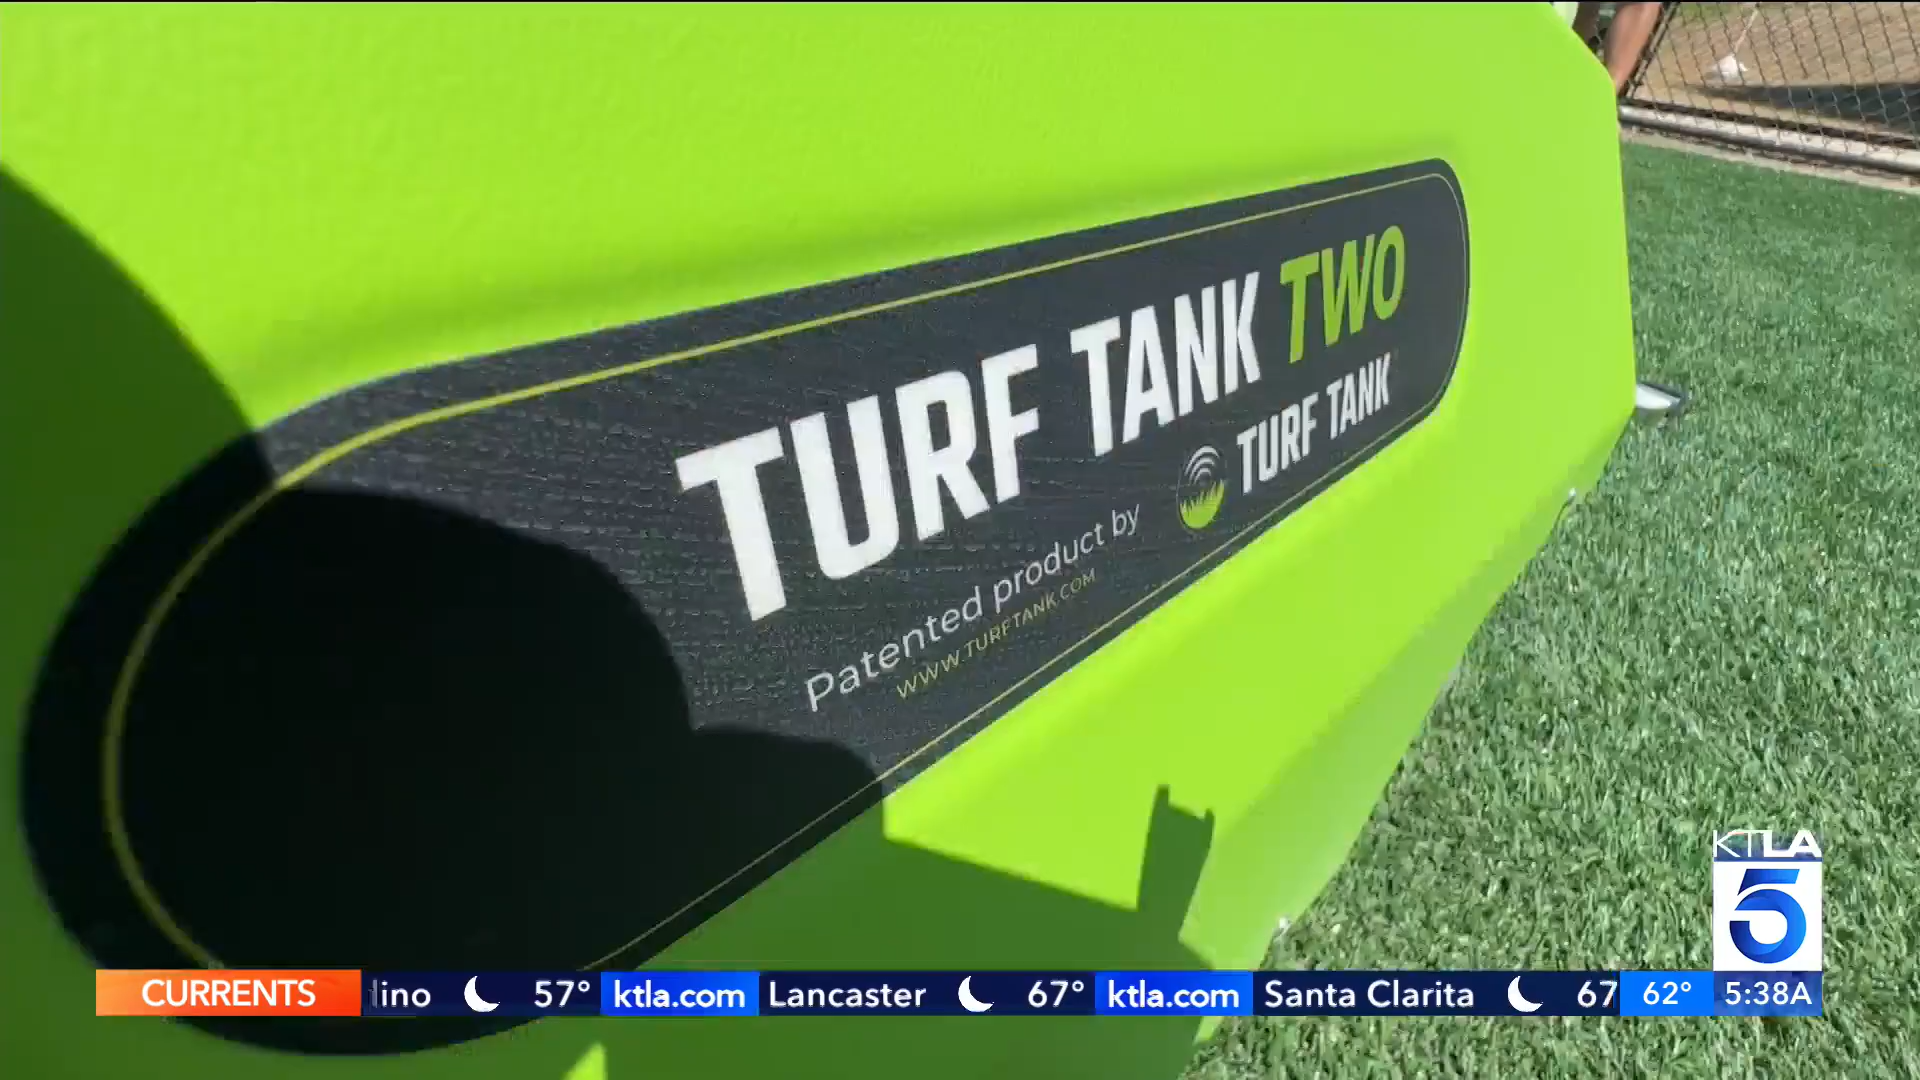 TURF TANK TWO
Patented product by TURF TANK
WWW.TURFTANK.COM
KTLA
5
CURRENTS lino 57° ktla.com Lancaster 67° ktla.com Santa Clarita 67 62° 5:38A